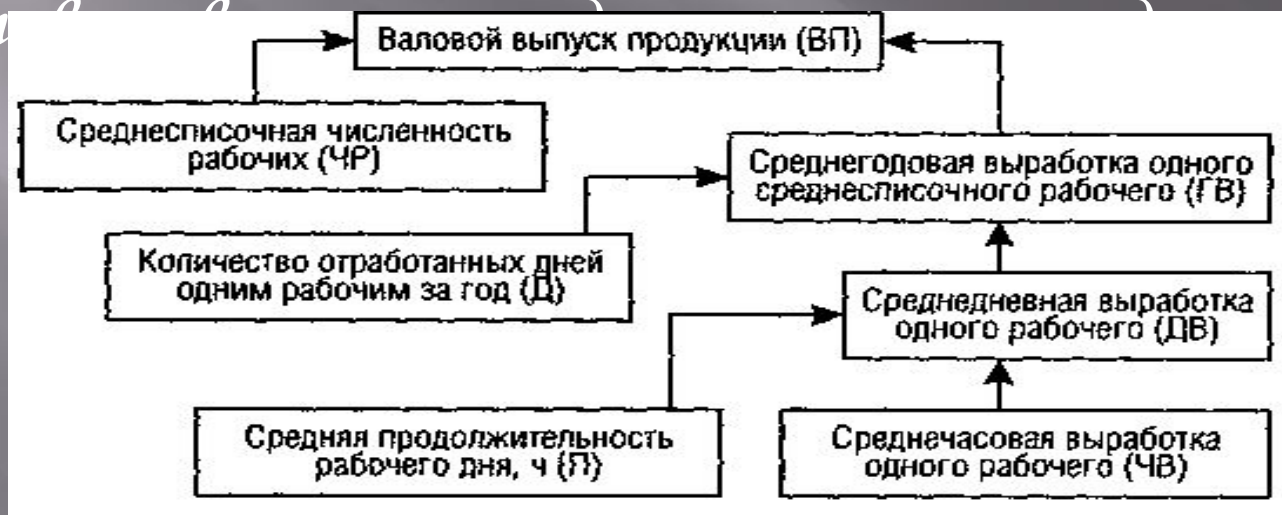 Валовой выпуск продукции (ВП)
Среднесписочная численность
рабочих (ЧР)
Среднегодовая выработка одного
среднесписочного рабочего (ГВ)
Количество отработанных дней
одним рабочим за год (Д)
Среднедневная выработка
одного рабочего (ДВ)
Средняя продолжительность
рабочего дня, ч (П)
Среднечасовая выработка
одного рабочего (ЧВ)